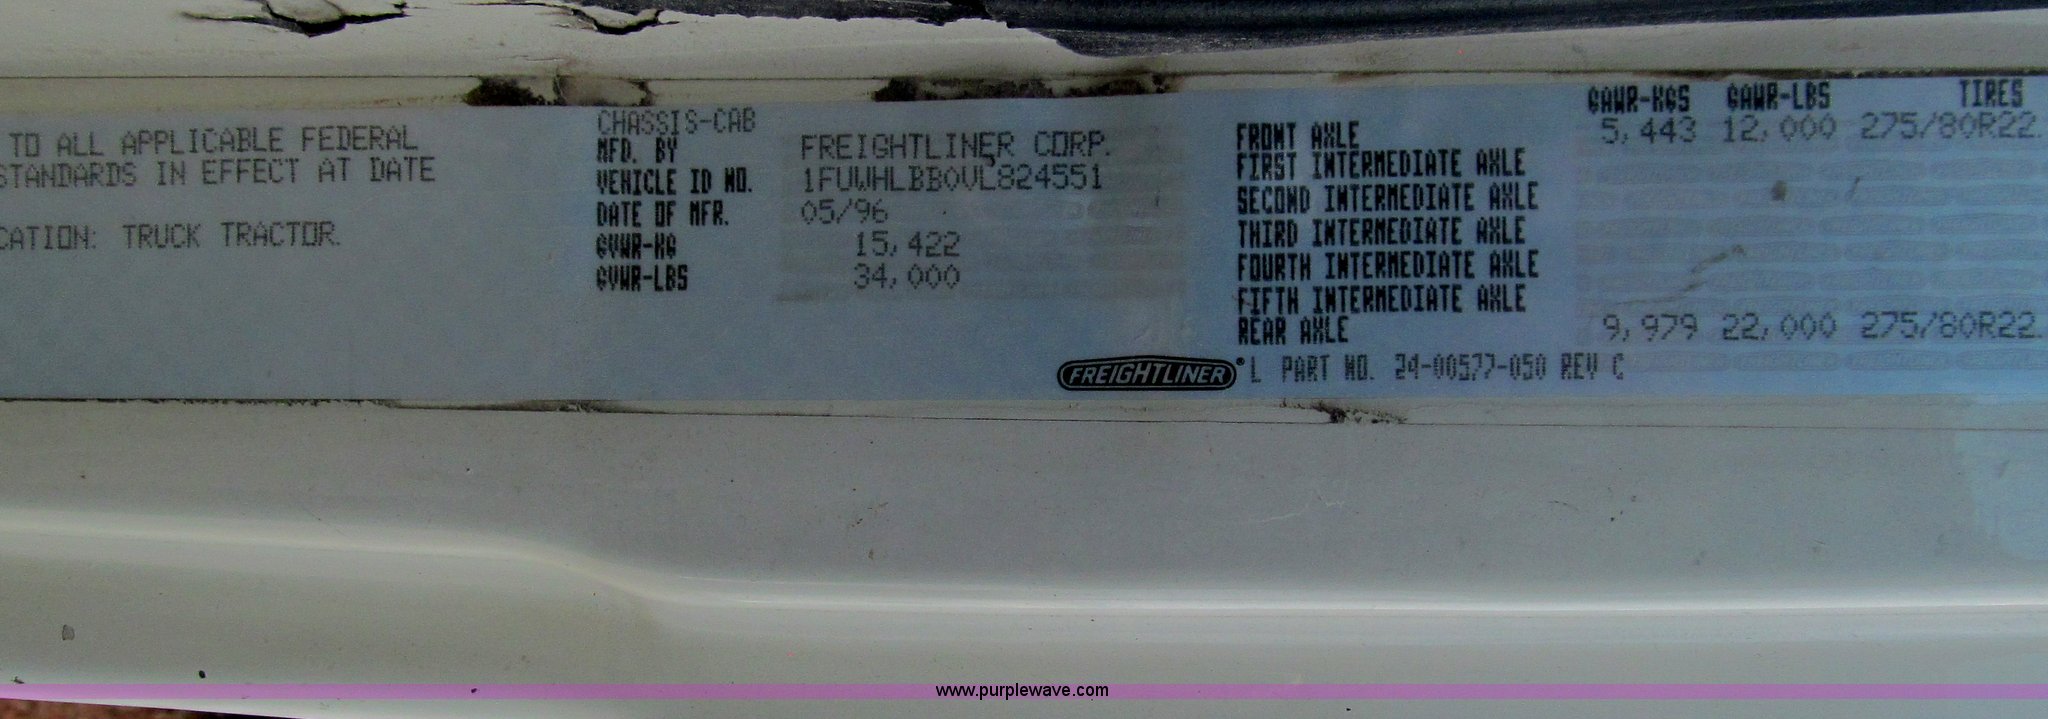 TO ALL APPLICABLE FEDERAL
STANDARDS IN EFFECT AT DATE
CATION: TRUCK TRACTOR.
CHASSIS-CAB
MFD. BY FREIGHTLINER CORP.
VEHICLE ID NO. 1FUWHLBB0VL824551
DATE OF MFR. 05/96
GVWR-KG 15,422
GVWR-LBS 34,000
GAWR-KGS GAWR-LBS TIRES
FRONT AXLE 5,443 12,000 275/80R22.
FIRST INTERMEDIATE AXLE
SECOND INTERMEDIATE AXLE
THIRD INTERMEDIATE AXLE
FOURTH INTERMEDIATE AXLE
FIFTH INTERMEDIATE AXLE
REAR AXLE 9,979 22,000 275/80R22.
FREIGHTLINER® L PART NO. 24-00577-050 REV C
www.purplewave.com